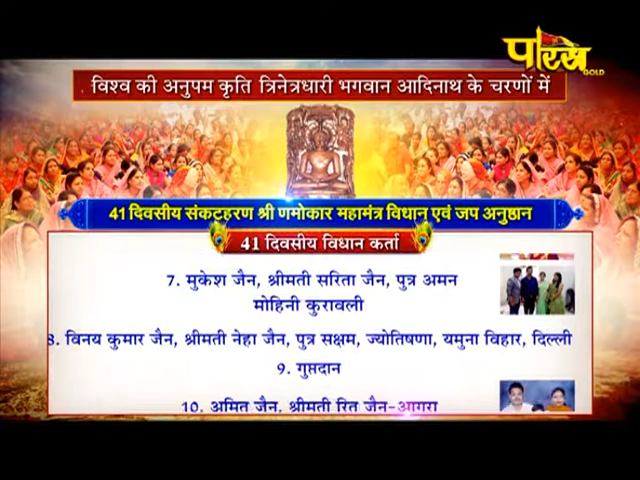 पारस
GOLD
विश्व की अनुपम कृति त्रिनेत्रधारी भगवान आदिनाथ के चरणों में
41 दिवसीय संकटहरण श्री णमोकार महामंत्र विधान एवं जप अनुष्ठान
41 दिवसीय विधान कर्ता
7. मुकेश जैन, श्रीमती सरिता जैन, पुत्र अमन
मोहिनी कुरावली
8. विनय कुमार जैन, श्रीमती नेहा जैन, पुत्र सक्षम, ज्योतिषणा, यमुना विहार, दिल्ली
9. गुप्तदान
10. अमित जैन, श्रीमती रितु जैन-आगरा